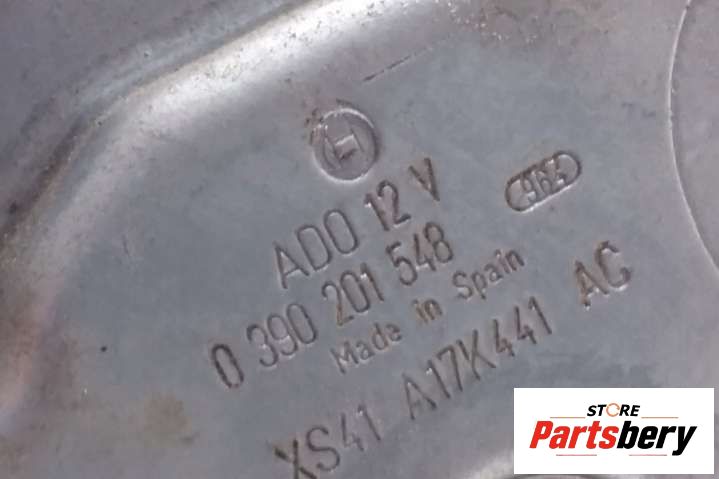 ADO 12 V
0 390 201 548
Made in Spain
XS41 A17K441 AC
STORE
Partsbery